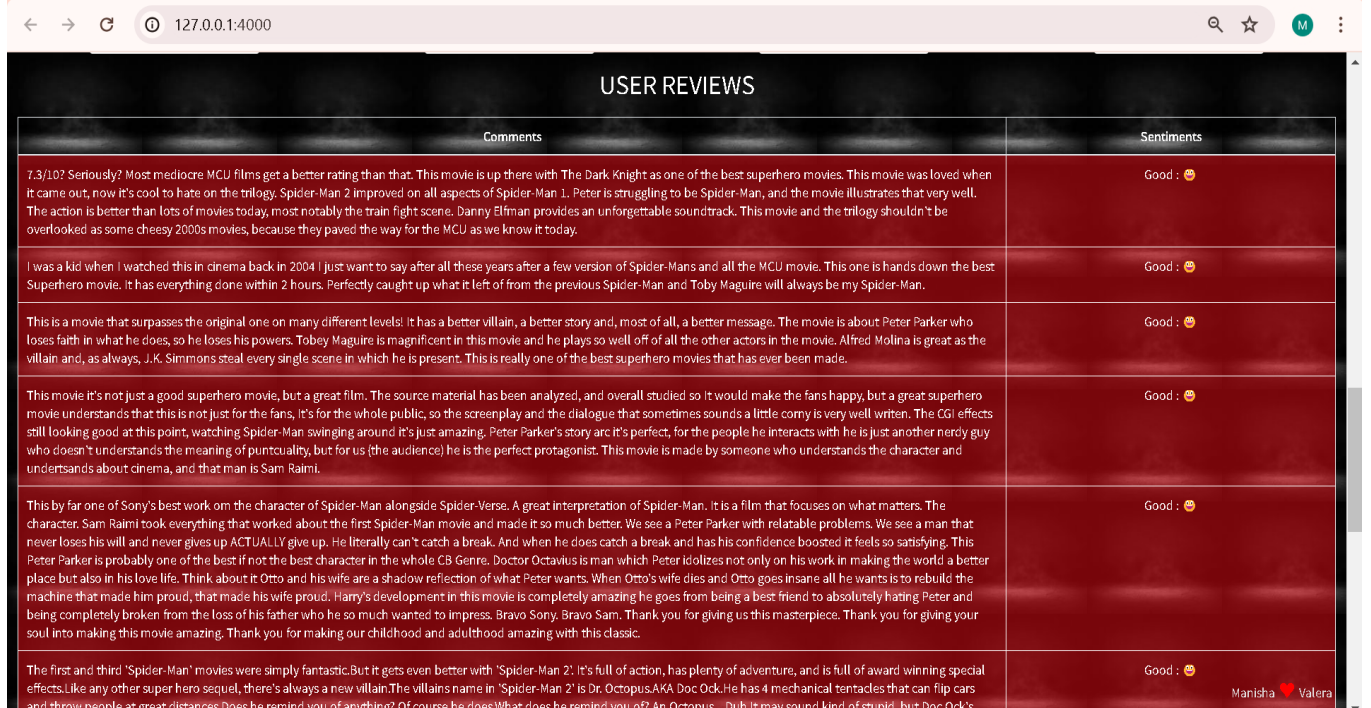 127.0.0.1:4000
M
USER REVIEWS
Comments
Sentiments
7.3/10? Seriously? Most mediocre MCU films get a better rating than that. This movie is up there with The Dark Knight as one of the best superhero movies. This movie was loved when
it came out, now it's cool to hate on the trilogy. Spider-Man 2 improved on all aspects of Spider-Man 1. Peter is struggling to be Spider-Man, and the movie illustrates that very well.
The action is better than lots of movies today, most notably the train fight scene. Danny Elfman provides an unforgettable soundtrack. This movie and the trilogy shouldn't be
overlooked as some cheesy 2000s movies, because they paved the way for the MCU as we know it today.
Good : 😀
I was a kid when I watched this in cinema back in 2004 I just want to say after all these years after a few version of Spider-Mans and all the MCU movie. This one is hands down the best
Superhero movie. It has everything done within 2 hours. Perfectly caught up what it left of from the previous Spider-Man and Toby Maguire will always be my Spider-Man.
Good : 😀
This is a movie that surpasses the original one on many different levels! It has a better villain, a better story and, most of all, a better message. The movie is about Peter Parker who
loses faith in what he does, so he loses his powers. Tobey Maguire is magnificent in this movie and he plays so well off of all the other actors in the movie. Alfred Molina is great as the
villain and, as always, J.K. Simmons steal every single scene in which he is present. This is really one of the best superhero movies that has ever been made.
Good : 😀
This movie it's not just a good superhero movie, but a great film. The source material has been analyzed, and overall studied so It would make the fans happy, but a great superhero
movie understands that this is not just for the fans, It's for the whole public, so the screenplay and the dialogue that sometimes sounds a little corny is very well writen. The CGI effects
still looking good at this point, watching Spider-Man swinging around it's just amazing. Peter Parker's story arc it's perfect, for the people he interacts with he is just another nerdy guy
who doesn't understands the meaning of puntcuality, but for us (the audience) he is the perfect protagonist. This movie is made by someone who understands the character and
undertsands about cinema, and that man is Sam Raimi.
Good : 😀
This by far one of Sony's best work om the character of Spider-Man alongside Spider-Verse. A great interpretation of Spider-Man. It is a film that focuses on what matters. The
character. Sam Raimi took everything that worked about the first Spider-Man movie and made it so much better. We see a Peter Parker with relatable problems. We see a man that
never loses his will and never gives up ACTUALLY give up. He literally can't catch a break. And when he does catch a break and has his confidence boosted it feels so satisfying. This
Peter Parker is probably one of the best if not the best character in the whole CB Genre. Doctor Octavius is man which Peter idolizes not only on his work in making the world a better
place but also in his love life. Think about it Otto and his wife are a shadow reflection of what Peter wants. When Otto's wife dies and Otto goes insane all he wants is to rebuild the
machine that made him proud, that made his wife proud. Harry's development in this movie is completely amazing he goes from being a best friend to absolutely hating Peter and
being completely broken from the loss of his father who he so much wanted to impress. Bravo Sony. Bravo Sam. Thank you for giving us this masterpiece. Thank you for giving your
soul into making this movie amazing. Thank you for making our childhood and adulthood amazing with this classic.
Good : 😀
The first and third 'Spider-Man' movies were simply fantastic.But it gets even better with 'Spider-Man 2'. It's full of action, has plenty of adventure, and is full of award winning special
effects.Like any other super hero sequel, there's always a new villain.The villains name in 'Spider-Man 2' is Dr. Octopus.AKA Doc Ock.He has 4 mechanical tentacles that can flip cars
and throw people at great distances.Does he remind you of anything? Of course he does.What does he remind you of? An Octopus... Duh.It may sound kind of stupid, but Doc Ock's
Good : 😀
Manisha ❤ Valera